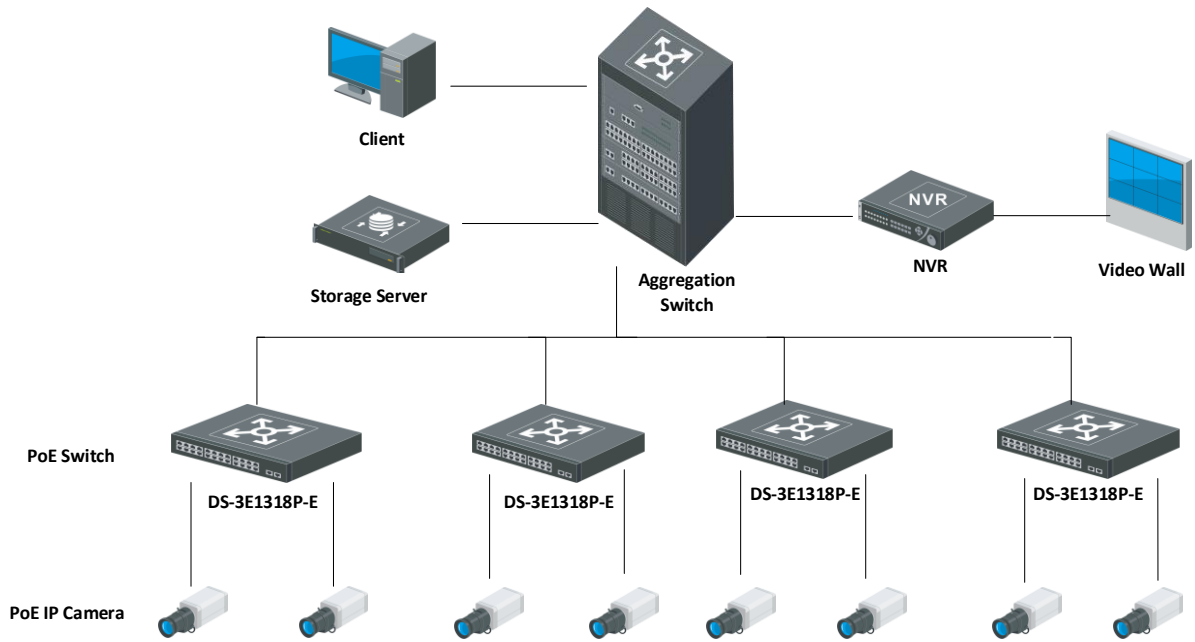 Client
NVR
Storage Server
Aggregation
Switch
NVR
Video Wall
PoE Switch
DS-3E1318P-E
DS-3E1318P-E
DS-3E1318P-E
DS-3E1318P-E
PoE IP Camera